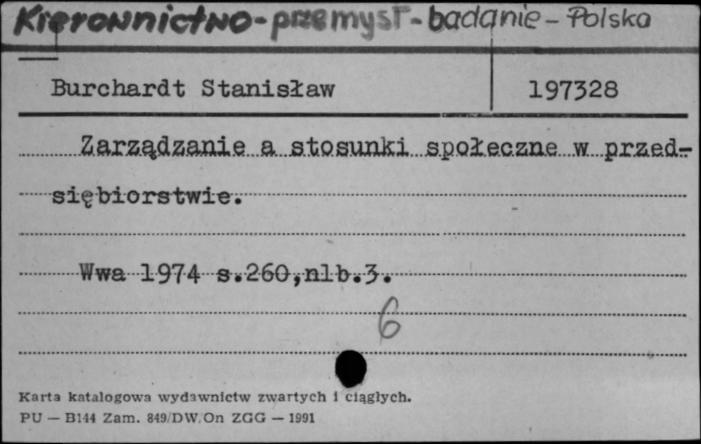 Kierownictwo - przemysł - badanie - Polska
Burchardt Stanisław 197328
Zarządzanie a stosunki społeczne w przed-
siębiorstwie.
Wwa 1974 s.260,nlb.3.
6
Karta katalogowa wydawnictw zwartych i ciągłych.
PU — B144 Zam. 849/DW/On ZGG — 1991